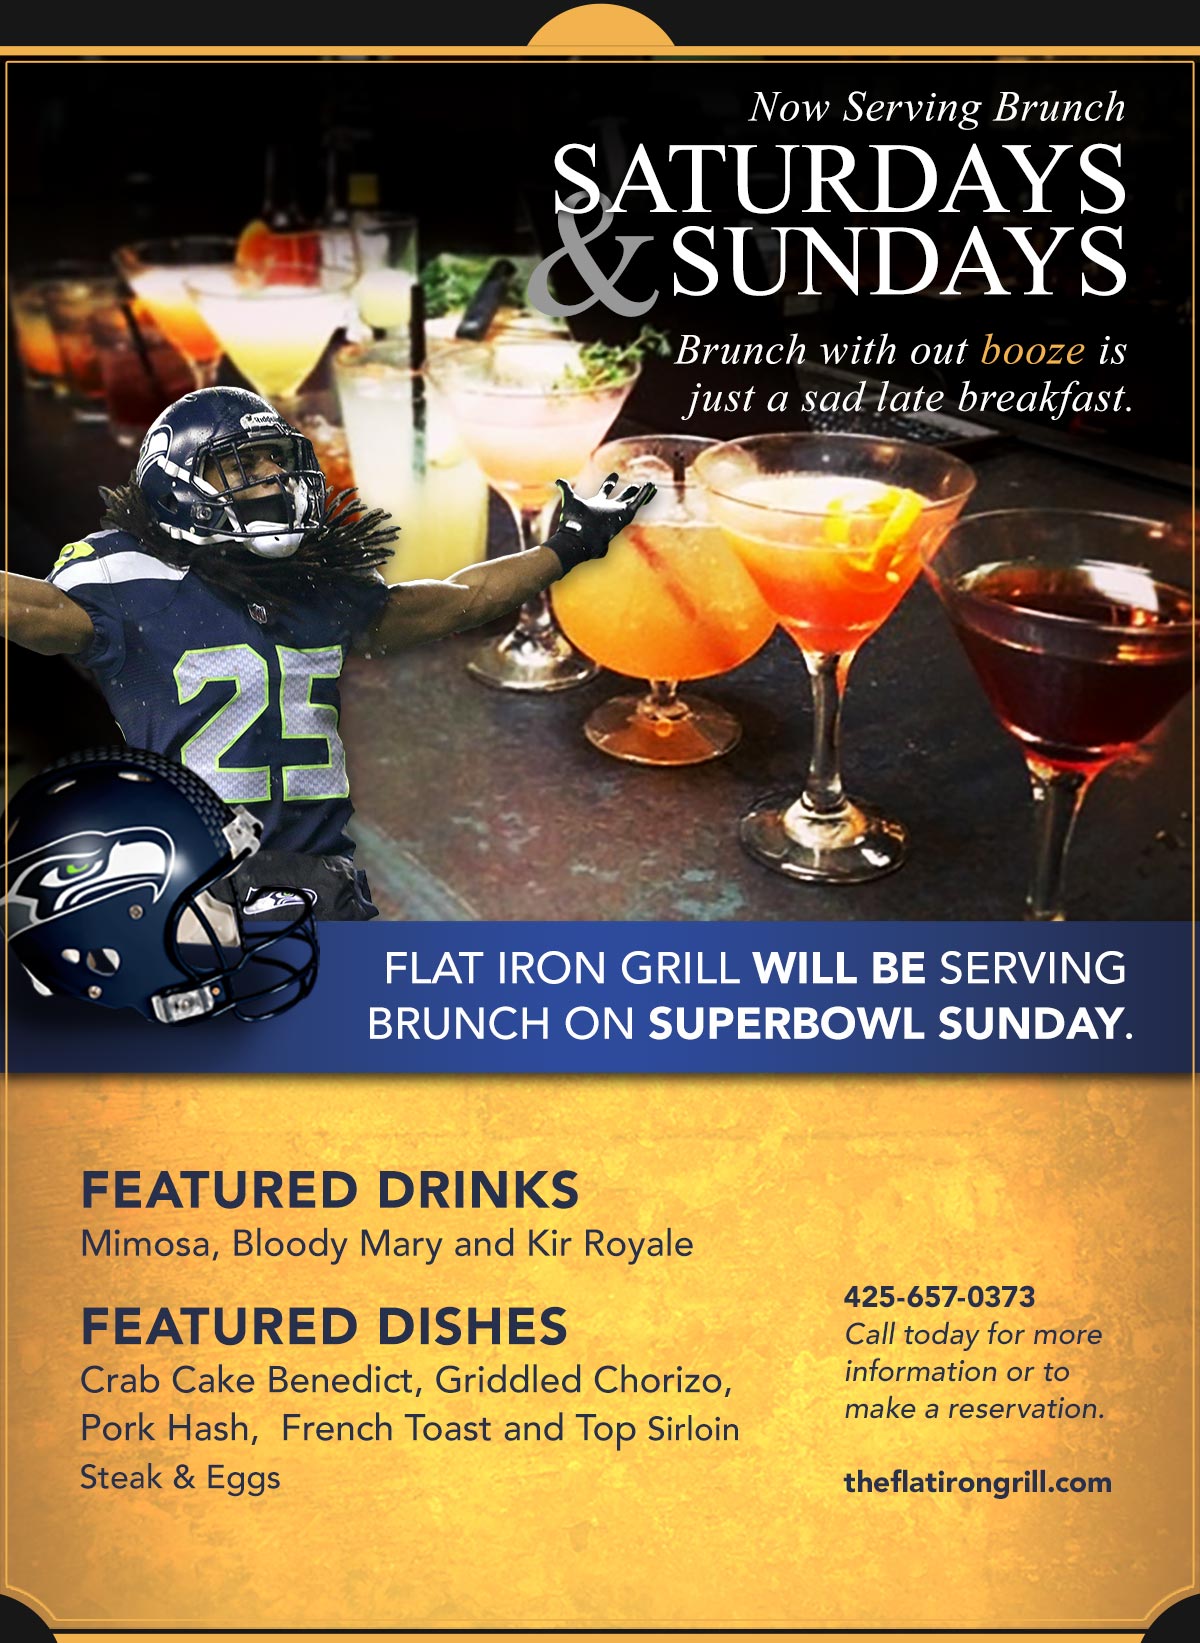 Now Serving Brunch
SATURDAYS
& SUNDAYS
Brunch with out booze is
just a sad late breakfast.
25
FLAT IRON GRILL WILL BE SERVING
BRUNCH ON SUPERBOWL SUNDAY.
FEATURED DRINKS
Mimosa, Bloody Mary and Kir Royale
FEATURED DISHES
Crab Cake Benedict, Griddled Chorizo,
Pork Hash,  French Toast and Top Sirloin
Steak & Eggs
425-657-0373
Call today for more
information or to
make a reservation.
theflatirongrill.com